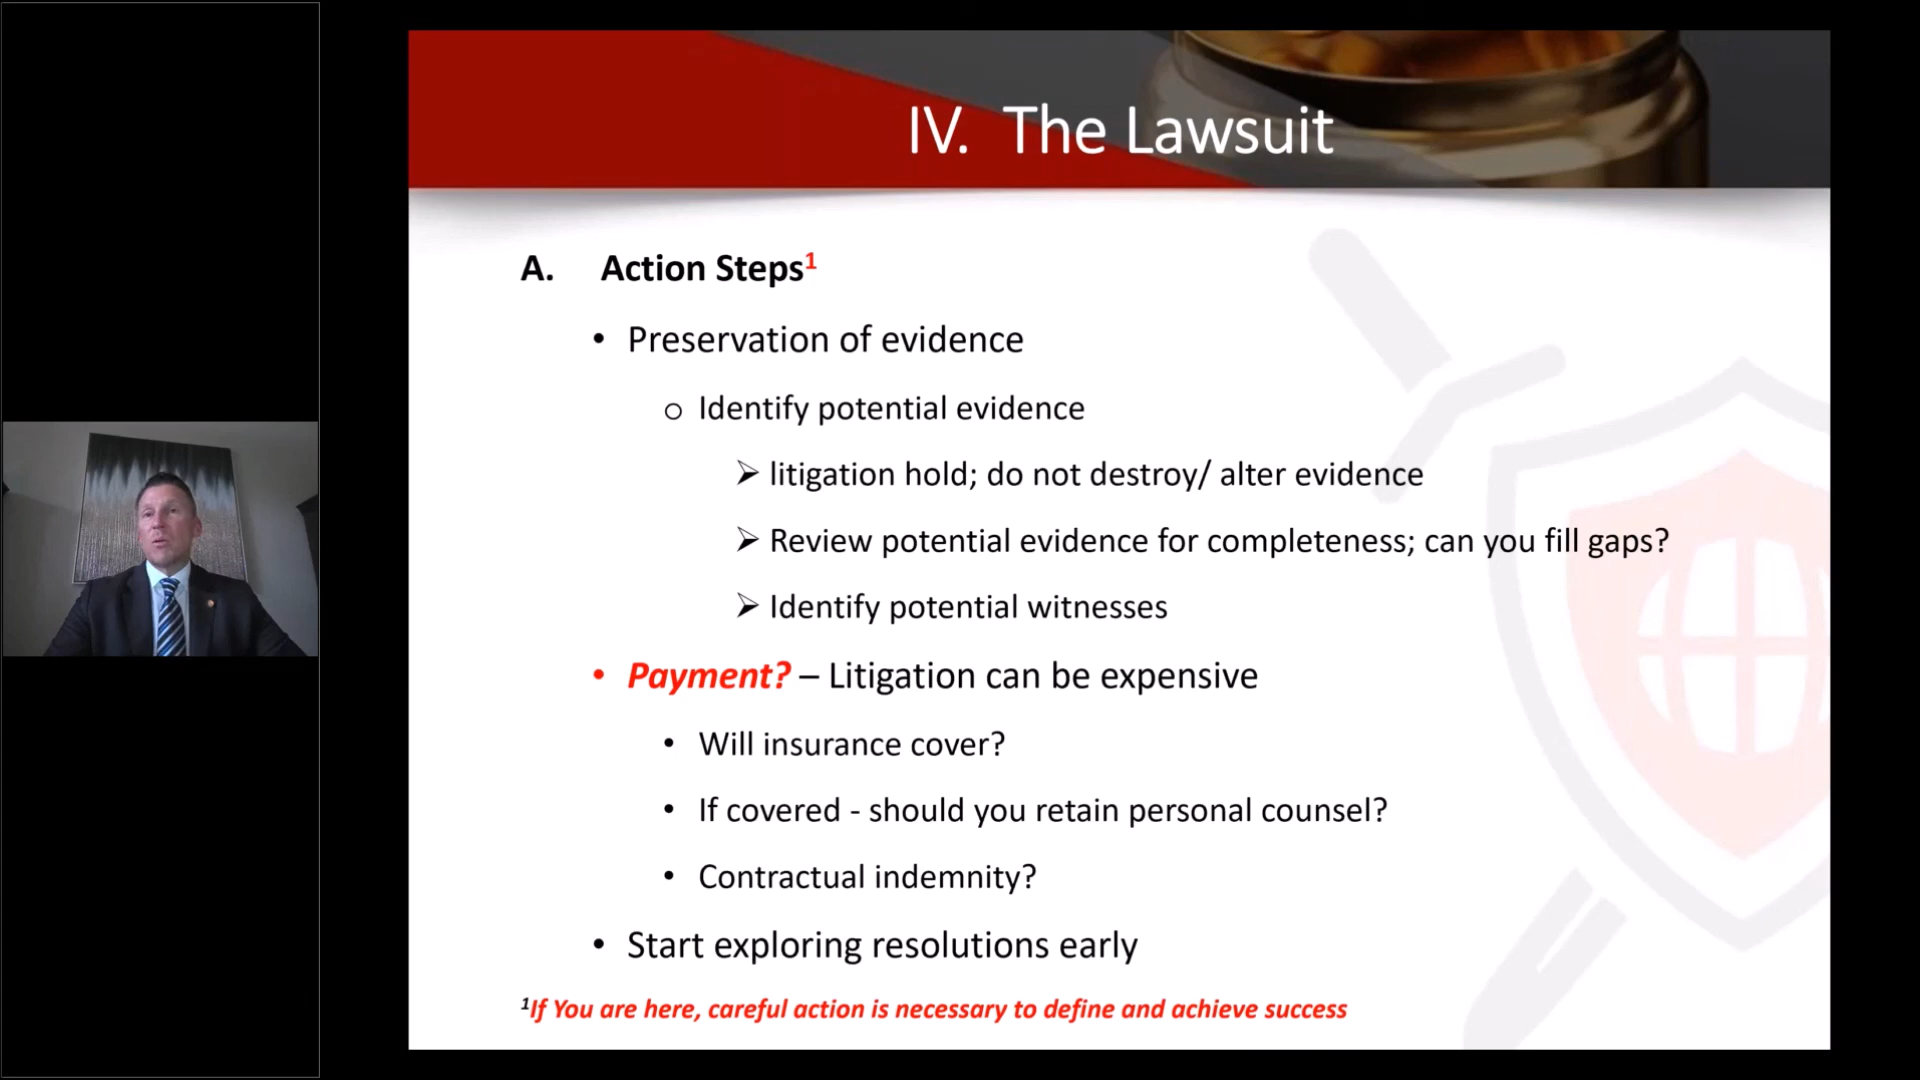 IV. The Lawsuit
A. Action Steps1
• Preservation of evidence
o Identify potential evidence
➢ litigation hold; do not destroy/ alter evidence
➢ Review potential evidence for completeness; can you fill gaps?
➢ Identify potential witnesses
• Payment? – Litigation can be expensive
• Will insurance cover?
• If covered - should you retain personal counsel?
• Contractual indemnity?
• Start exploring resolutions early
1If You are here, careful action is necessary to define and achieve success